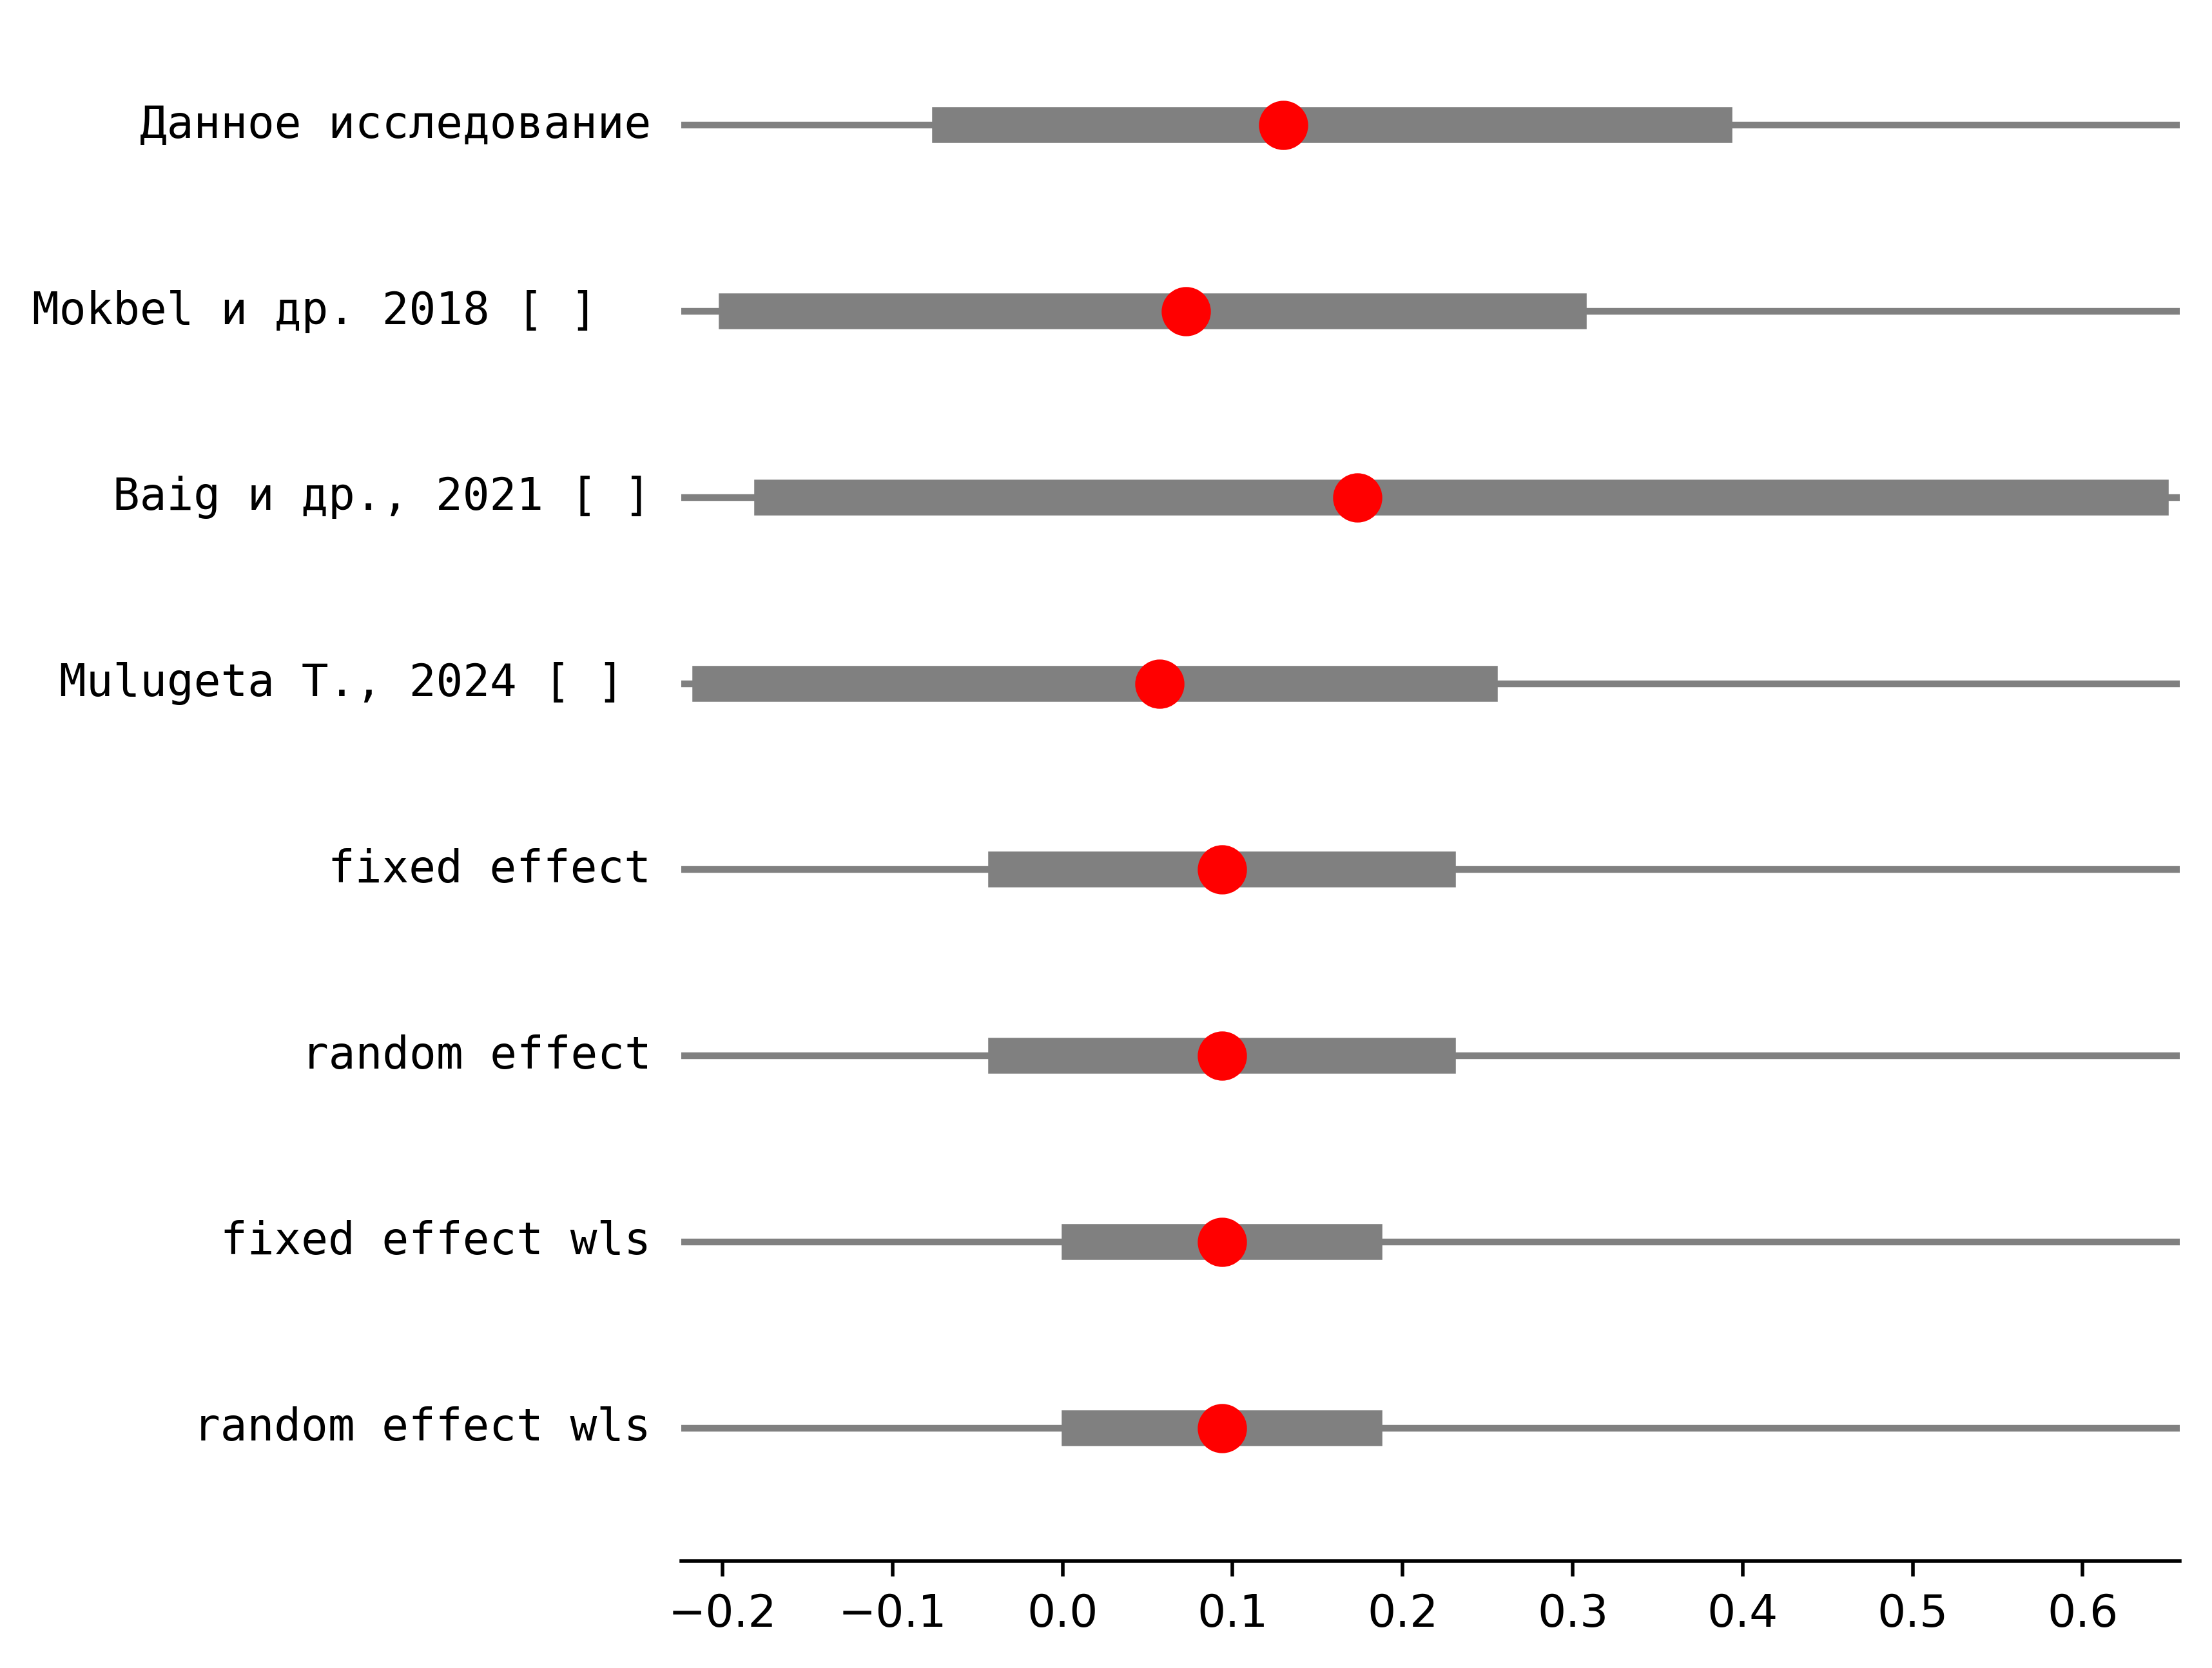 Данное исследование
Mokbel и др. 2018 [ ]
Baig и др., 2021 [ ]
Mulugeta T., 2024 [ ]
fixed effect
random effect
fixed effect wls
random effect wls
−0.2 −0.1 0.0 0.1 0.2 0.3 0.4 0.5 0.6